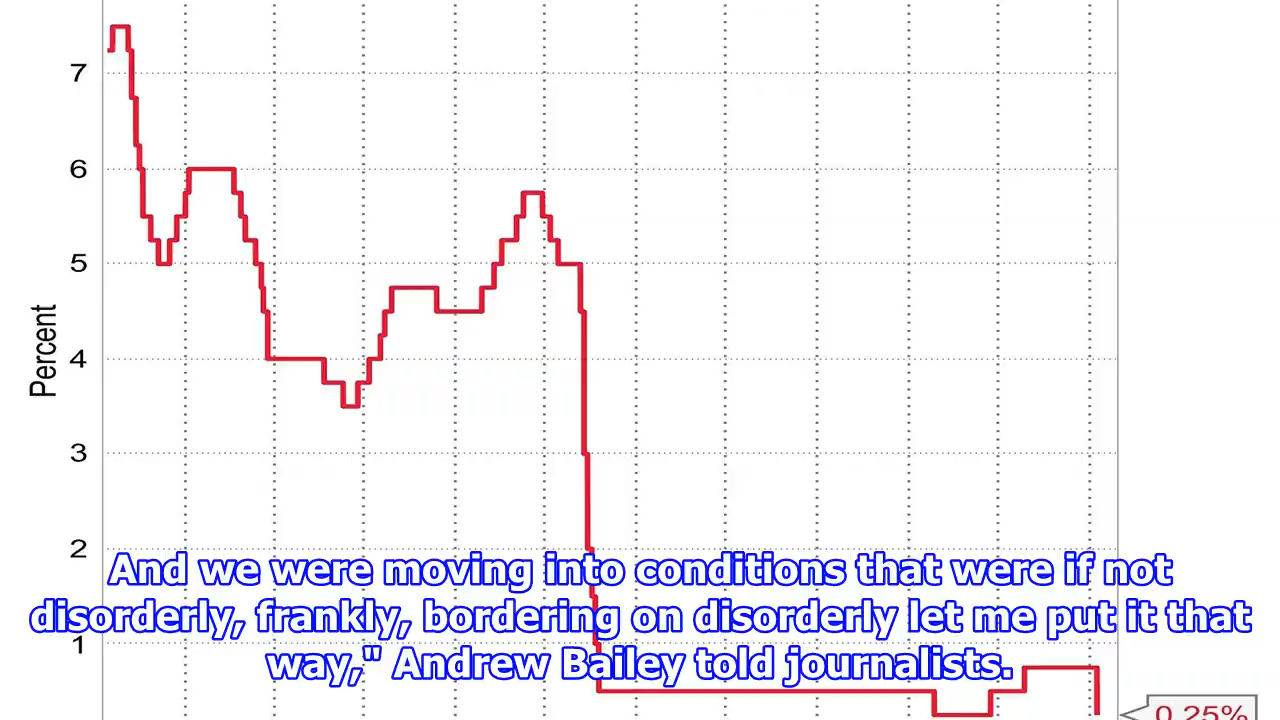 7
6
5
4
3
2
1
Percent
And we were moving into conditions that were if not
disorderly, frankly, bordering on disorderly let me put it that
way," Andrew Bailey told journalists.
0.25%